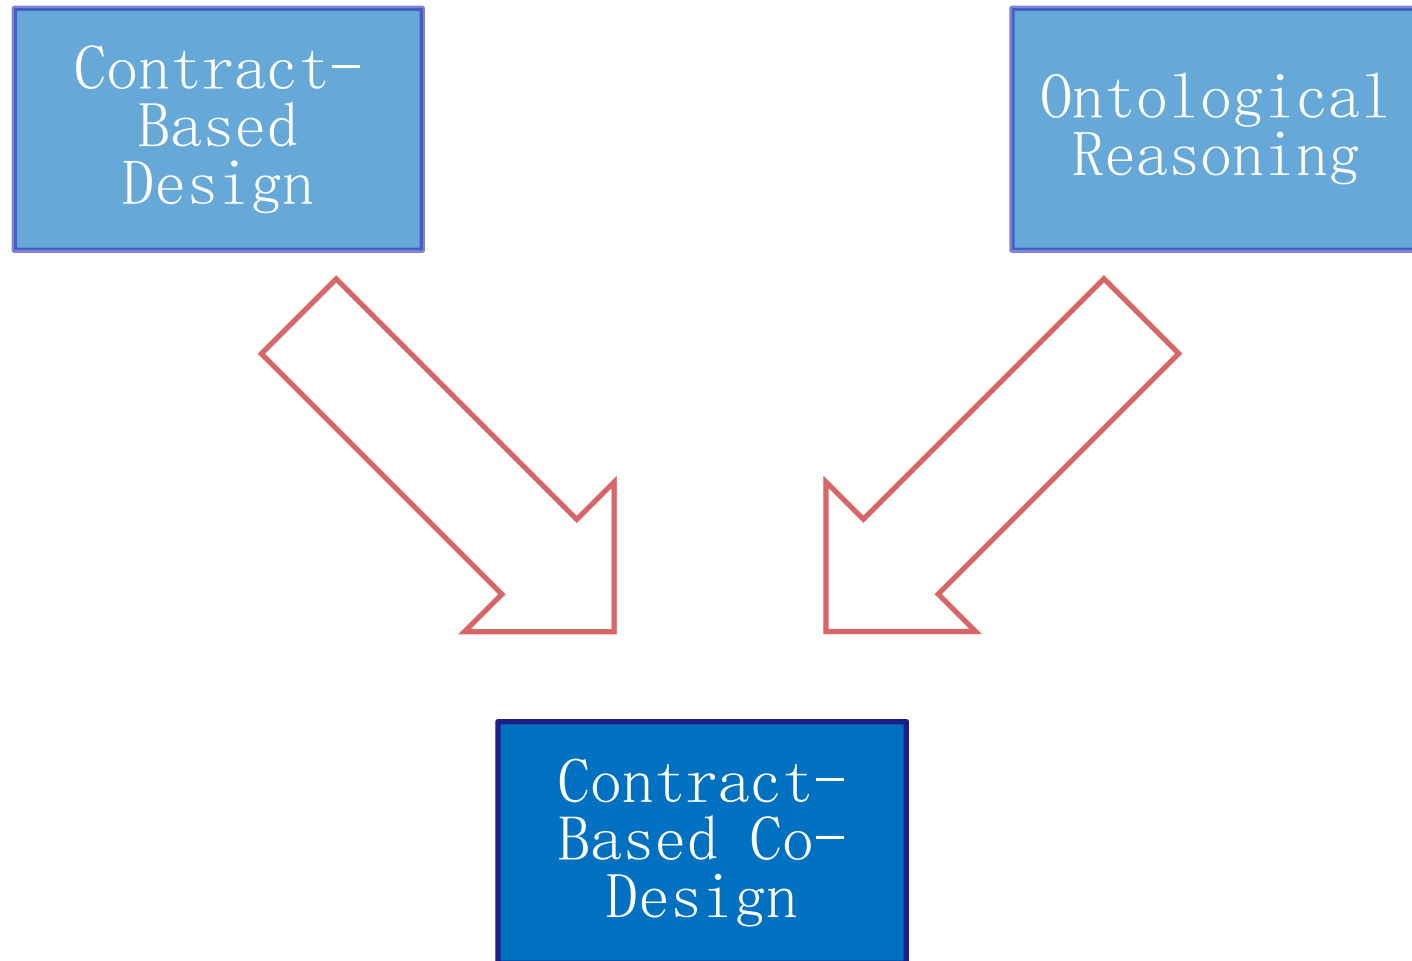 Contract-
Based
Design
Ontological
Reasoning
Contract-
Based Co-
Design